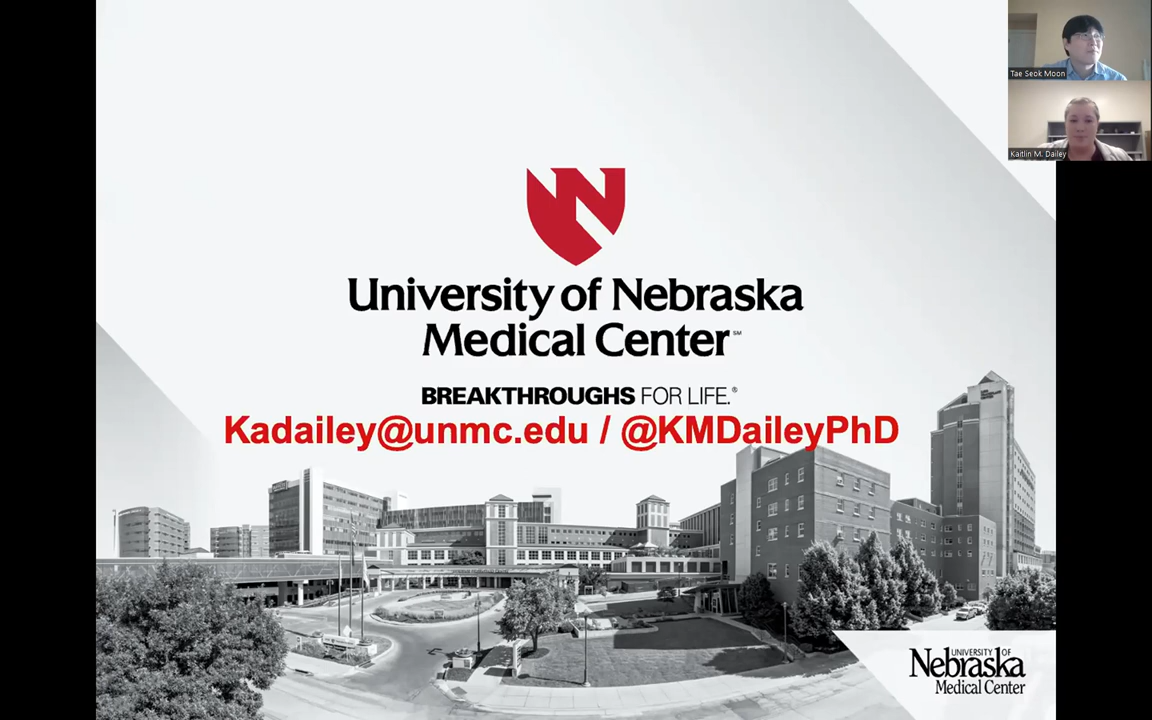 Tae Seok Moon
Kaitlin M. Dailey
University of Nebraska
Medical Center℠
BREAKTHROUGHS FOR LIFE.®
Kadailey@unmc.edu / @KMDaileyPhD
UNIVERSITY OF
Nebraska
Medical Center